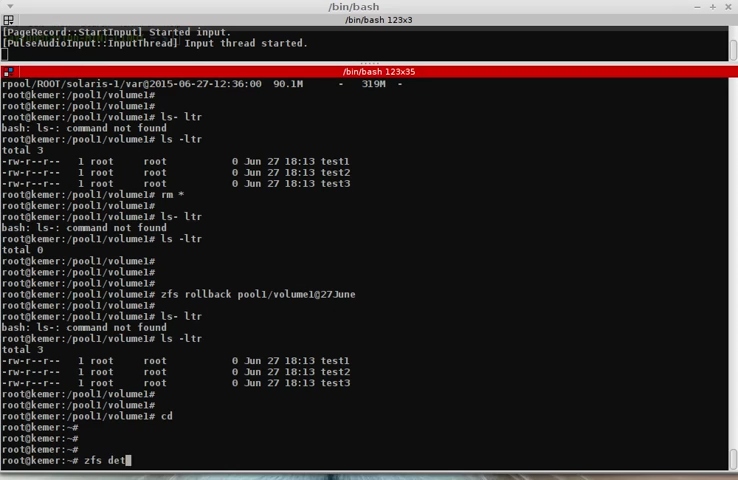 /bin/bash
/bin/bash 123x3
[PageRecord::StartInput] Started input.
[PulseAudioInput::InputThread] Input thread started.
/bin/bash 123x35
rpool/ROOT/solaris-1/var@2015-06-27-12:36:00  90.1M      -   319M  -
root@kemer:/pool1/volume1#
root@kemer:/pool1/volume1#
root@kemer:/pool1/volume1# ls- ltr
bash: ls-: command not found
root@kemer:/pool1/volume1# ls -ltr
total 3
-rw-r--r--   1 root     root           0 Jun 27 18:13 test1
-rw-r--r--   1 root     root           0 Jun 27 18:13 test2
-rw-r--r--   1 root     root           0 Jun 27 18:13 test3
root@kemer:/pool1/volume1# rm *
root@kemer:/pool1/volume1#
root@kemer:/pool1/volume1# ls- ltr
bash: ls-: command not found
root@kemer:/pool1/volume1# ls -ltr
total 0
root@kemer:/pool1/volume1#
root@kemer:/pool1/volume1#
root@kemer:/pool1/volume1#
root@kemer:/pool1/volume1# zfs rollback pool1/volume1@27June
root@kemer:/pool1/volume1#
root@kemer:/pool1/volume1# ls- ltr
bash: ls-: command not found
root@kemer:/pool1/volume1# ls -ltr
total 3
-rw-r--r--   1 root     root           0 Jun 27 18:13 test1
-rw-r--r--   1 root     root           0 Jun 27 18:13 test2
-rw-r--r--   1 root     root           0 Jun 27 18:13 test3
root@kemer:/pool1/volume1#
root@kemer:/pool1/volume1#
root@kemer:/pool1/volume1# cd
root@kemer:~#
root@kemer:~#
root@kemer:~#
root@kemer:~# zfs det